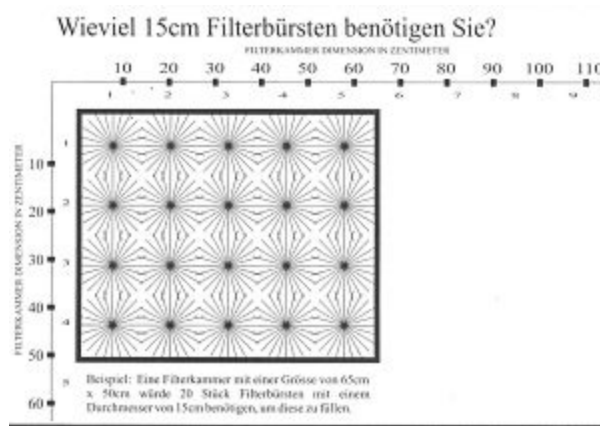 Wieviel 15cm Filterbürsten benötigen Sie?
FILTERKAMMER DIMENSION IN ZENTIMETER
10 20 30 40 50 60 70 80 90 100 110
1 2 3 4 5 6 7 8 9
FILTERKAMMER DIMENSION IN ZENTIMETER
1
10
2
20
3
30
40
4
50
5
60
Beispiel: Eine Filterkammer mit einer Grösse von 65cm
x 50cm würde 20 Stück Filterbürsten mit einem
Durchmesser von 15cm benötigen, um diese zu füllen.